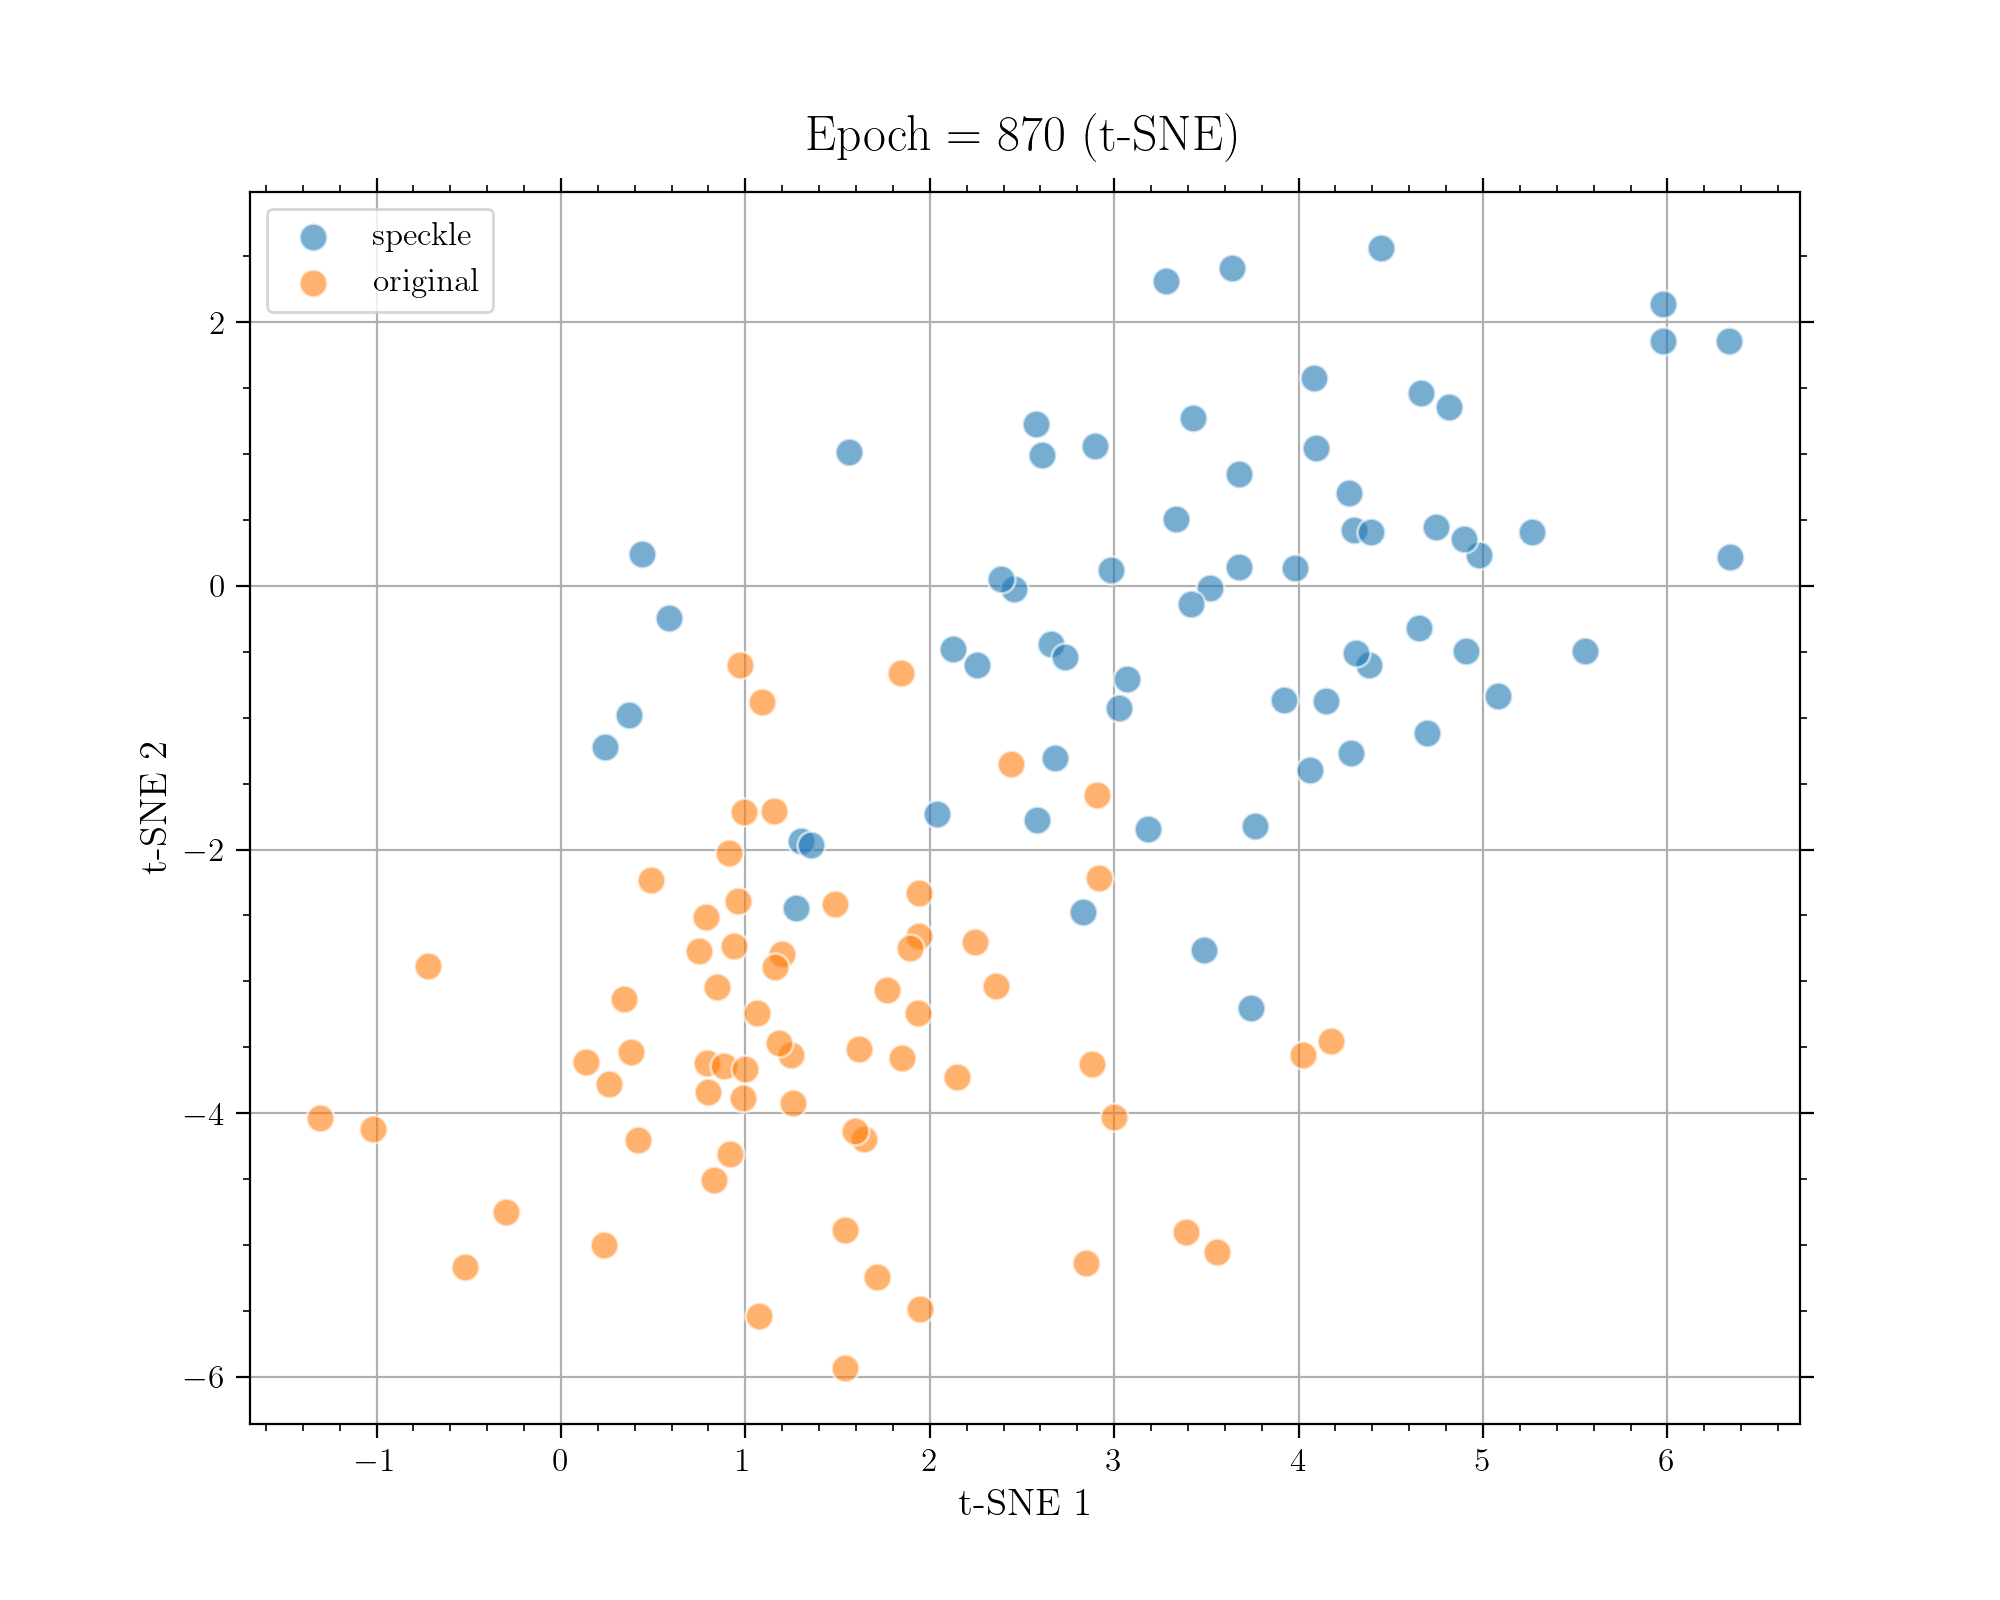 Epoch = 870 (t-SNE)
speckle
original
2
0
−2
−4
−6
t-SNE 2
−1 0 1 2 3 4 5 6
t-SNE 1